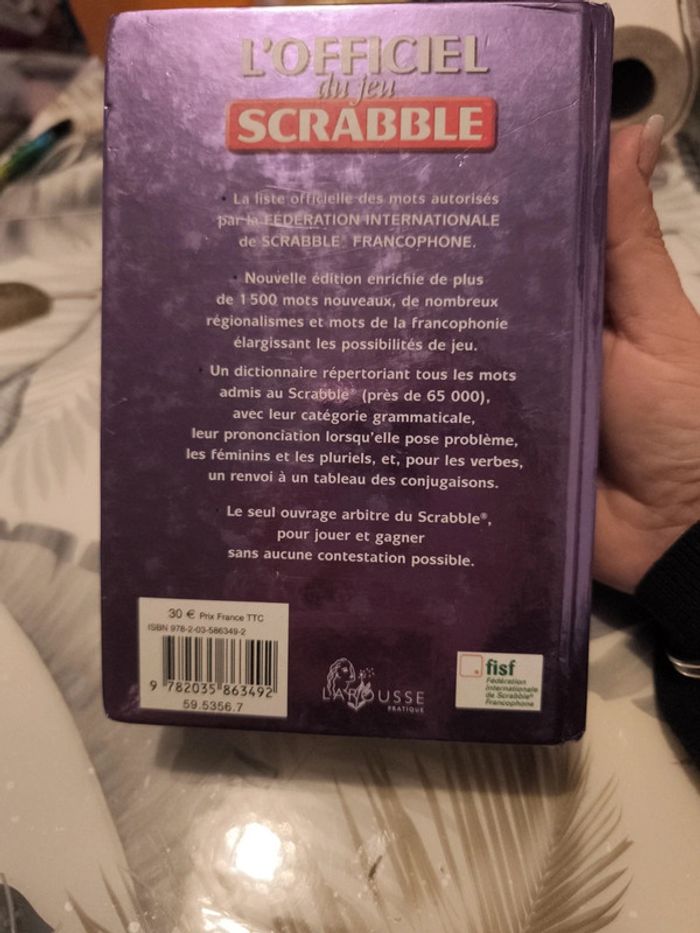 L'OFFICIEL
du jeu
SCRABBLE
• La liste officielle des mots autorisés
par la FÉDÉRATION INTERNATIONALE
de SCRABBLE® FRANCOPHONE.
• Nouvelle édition enrichie de plus
de 1 500 mots nouveaux, de nombreux
régionalismes et mots de la francophonie
élargissant les possibilités de jeu.
• Un dictionnaire répertoriant tous les mots
admis au Scrabble® (près de 65 000),
avec leur catégorie grammaticale,
leur prononciation lorsqu'elle pose problème,
les féminins et les pluriels, et, pour les verbes,
un renvoi à un tableau des conjugaisons.
Le seul ouvrage arbitre du Scrabble®,
pour jouer et gagner
sans aucune contestation possible.
30 € Prix France TTC
ISBN 978-2-03-586349-2
9 782035 863492
59.5356.7
LAROUSSE
PRATIQUE
fisf
Fédération
internationale
de Scrabble®
Francophone